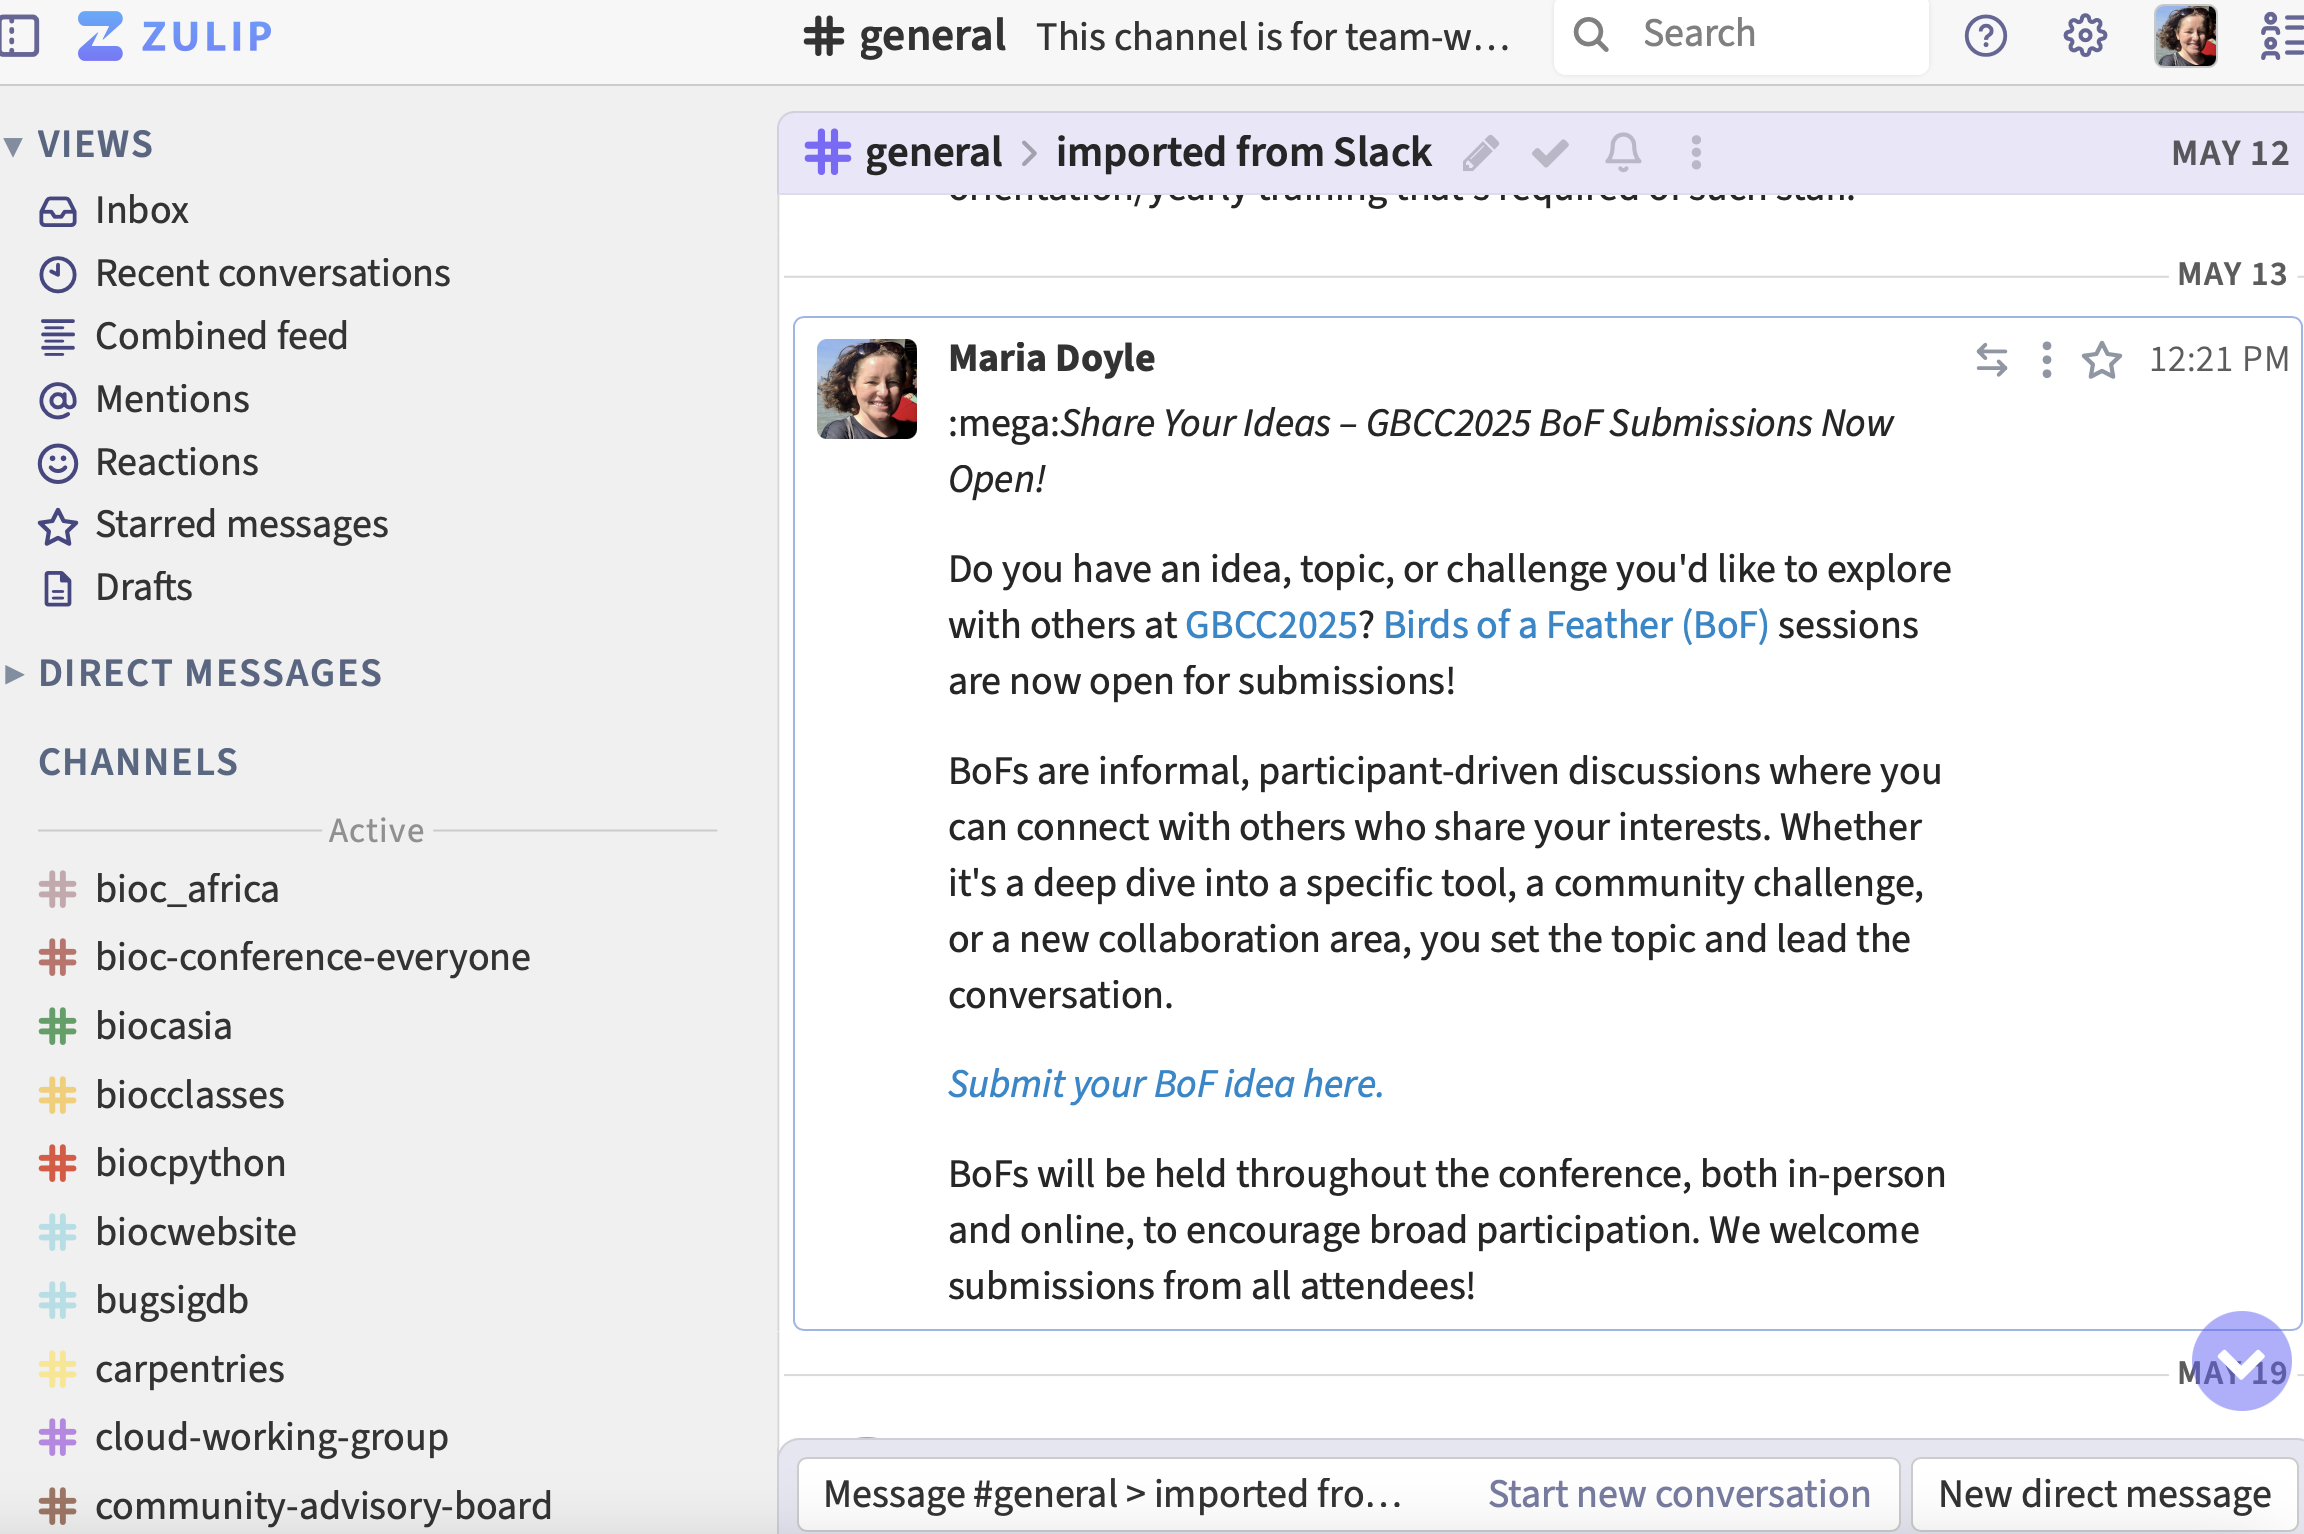 ZULIP
general This channel is for team-w...
Search
VIEWS
Inbox
Recent conversations
Combined feed
Mentions
Reactions
Starred messages
Drafts
DIRECT MESSAGES
CHANNELS
Active
bioc_africa
bioc-conference-everyone
biocasia
biocclasses
biocpython
biocwebsite
bugsigdb
carpentries
cloud-working-group
community-advisory-board
general > imported from Slack MAY 12
orientation/yearly training that's required of such staff.
MAY 13
Maria Doyle 12:21 PM
:mega:Share Your Ideas – GBCC2025 BoF Submissions Now
Open!
Do you have an idea, topic, or challenge you'd like to explore
with others at GBCC2025? Birds of a Feather (BoF) sessions
are now open for submissions!
BoFs are informal, participant-driven discussions where you
can connect with others who share your interests. Whether
it's a deep dive into a specific tool, a community challenge,
or a new collaboration area, you set the topic and lead the
conversation.
Submit your BoF idea here.
BoFs will be held throughout the conference, both in-person
and online, to encourage broad participation. We welcome
submissions from all attendees!
MAY 19
Message #general > imported fro... Start new conversation New direct message